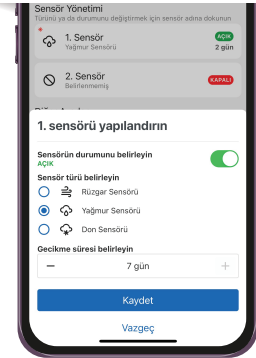 Sensör Yönetimi
Türünü ya da durumunu değiştirmek için sensör adına dokunun
* 1. Sensör AÇIK
Yağmur Sensörü 2 gün
2. Sensör KAPALI
Belirlenmemiş
1. sensörü yapılandırın
Sensörün durumunu belirleyin
AÇIK
Sensör türü belirleyin
Rüzgar Sensörü
Yağmur Sensörü
Don Sensörü
Gecikme süresi belirleyin
− 7 gün +
Kaydet
Vazgeç